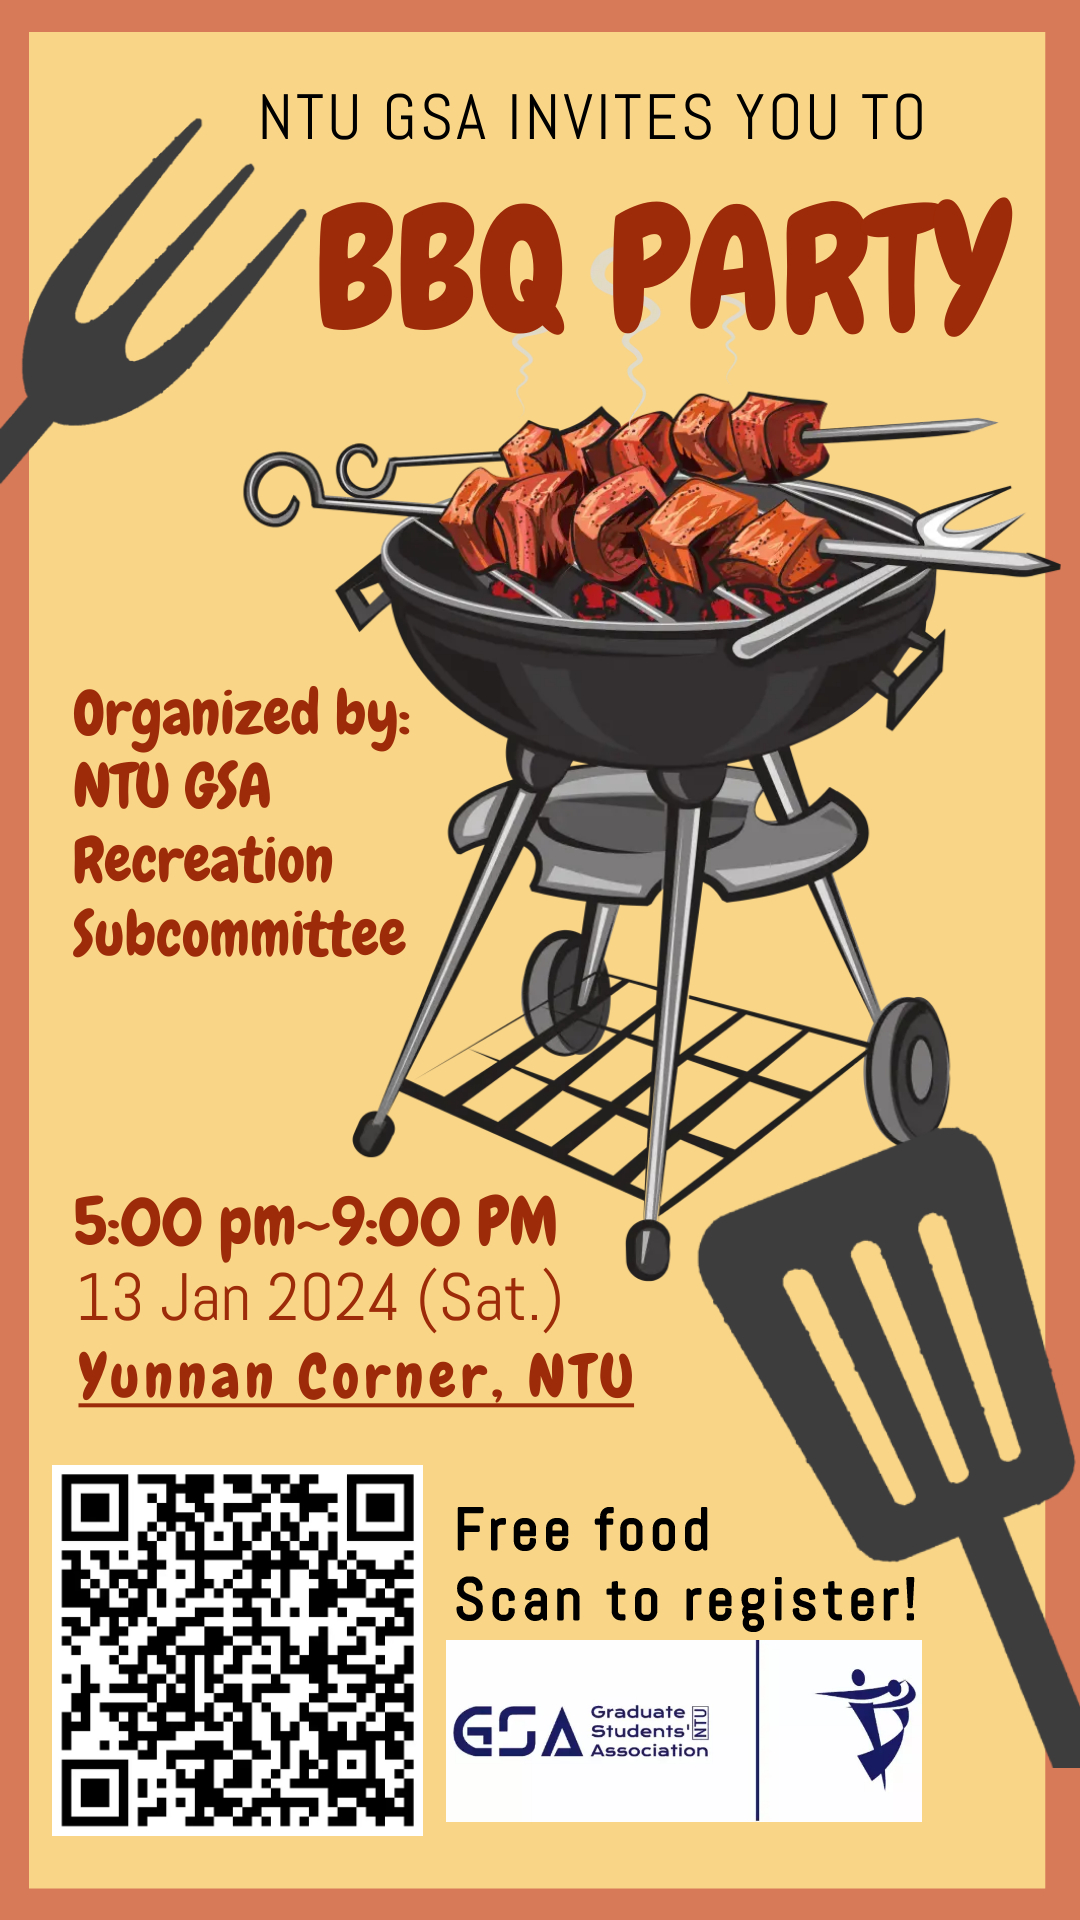 NTU GSA INVITES YOU TO
BBQ PARTY
Organized by:
NTU GSA
Recreation
Subcommittee
5:00 pm~9:00 PM
13 Jan 2024 (Sat.)
Yunnan Corner, NTU
Free food
Scan to register!
GSA
Graduate
Students'
Association
NTU